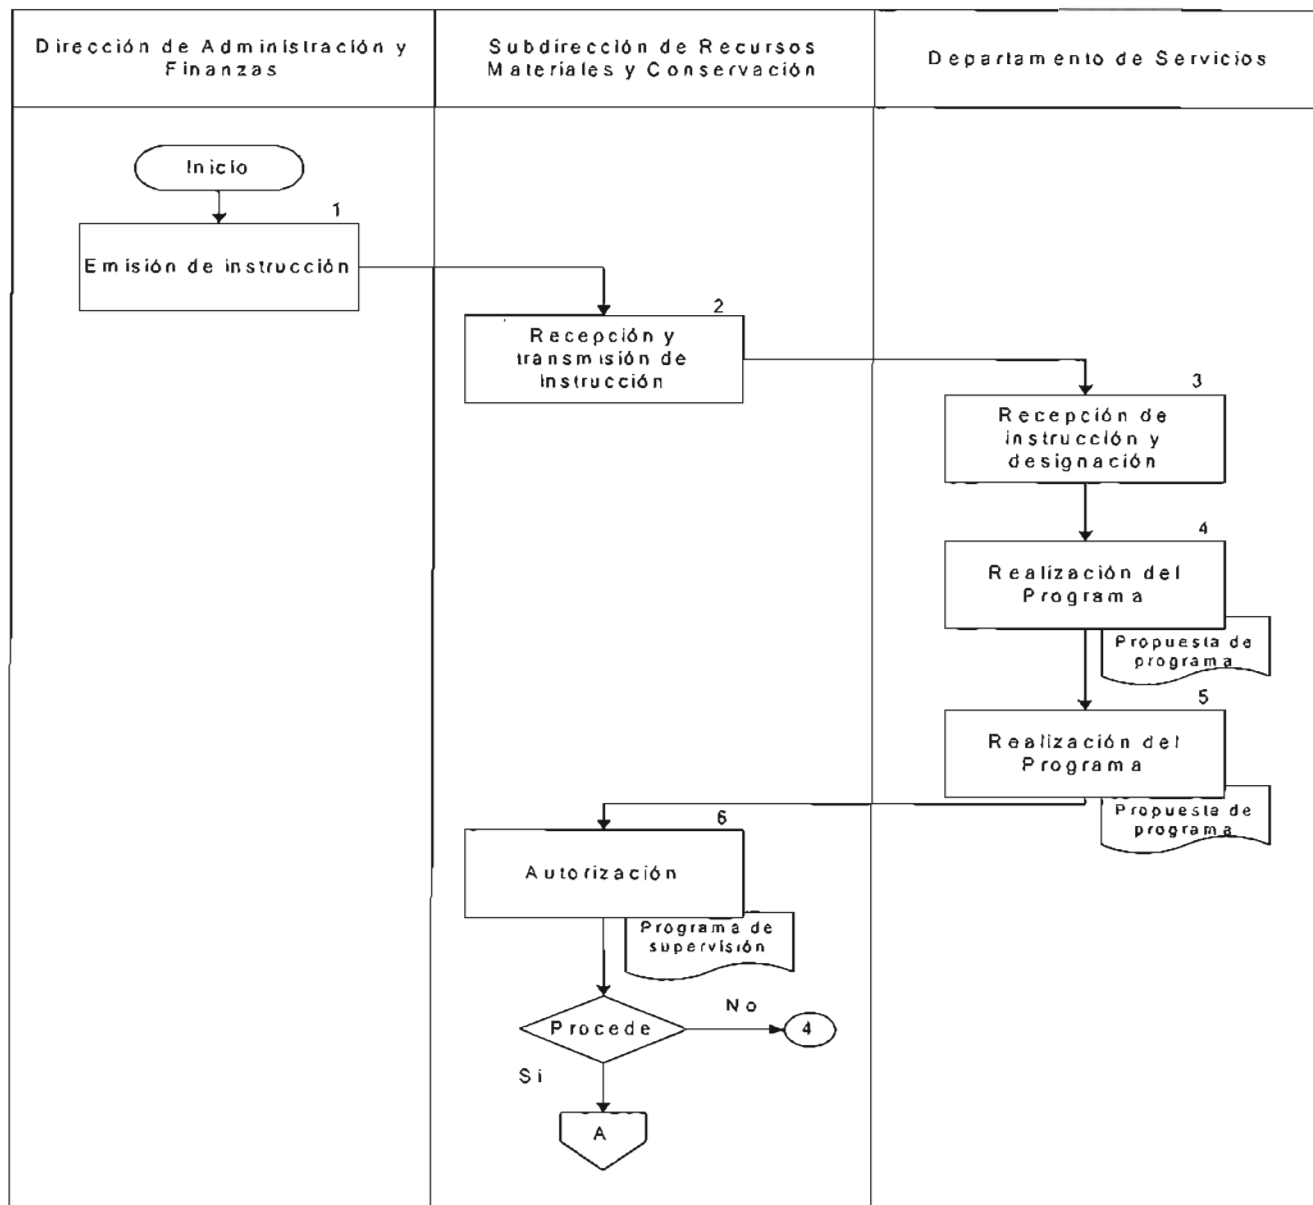 Dirección de Administración y
Finanzas
Subdirección de Recursos
Materiales y Conservación
Departamento de Servicios
Inicio
1
Emisión de instrucción
2
Recepción y
transmisión de
instrucción
3
Recepción de
instrucción y
designación
4
Realización del
Programa
Propuesta de
programa
5
Realización del
Programa
Propuesta de
programa
6
Autorización
Programa de
supervisión
Procede
No
4
Si
A